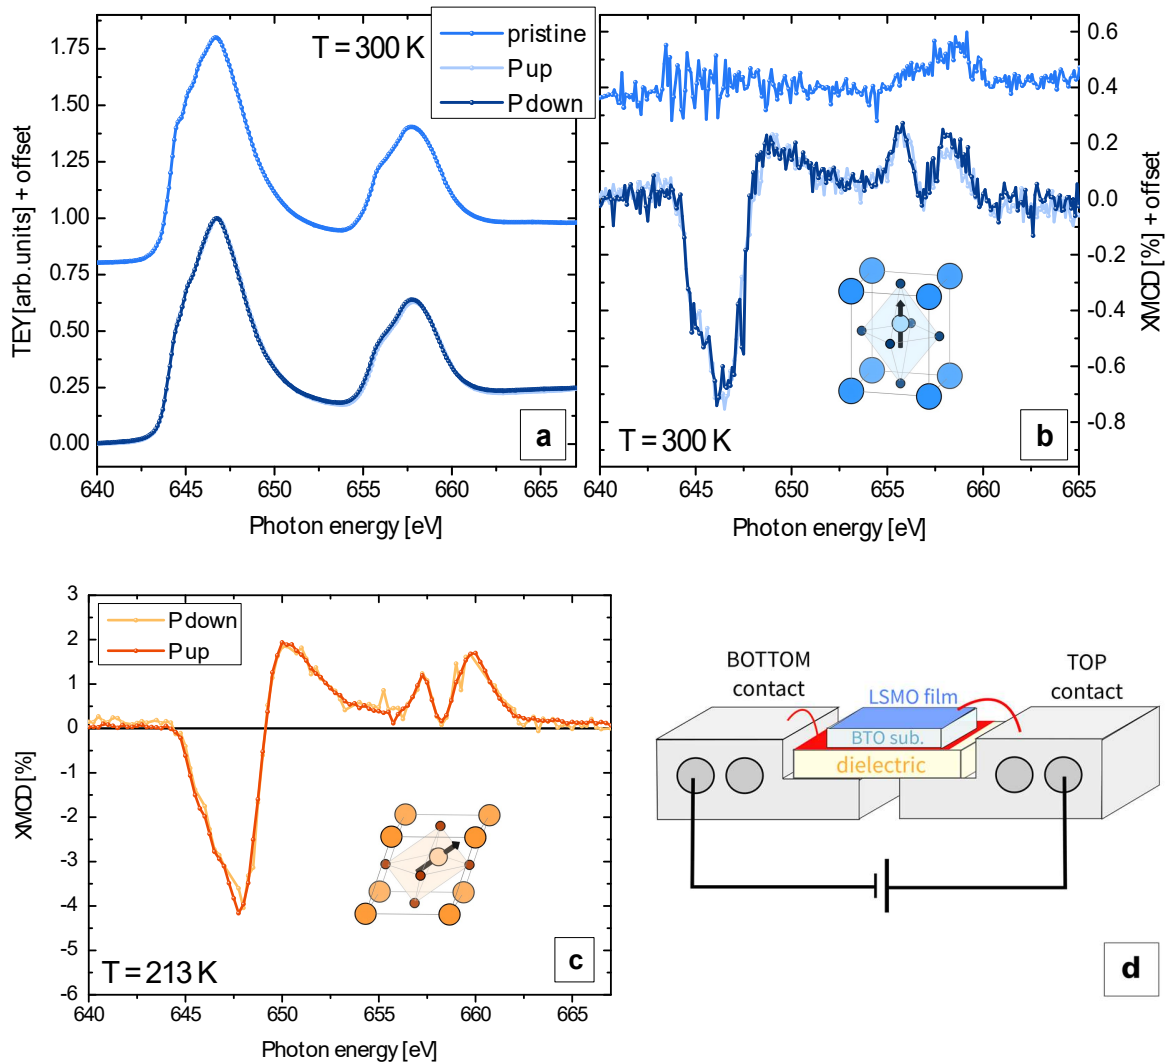 T = 300 K
pristine
P up
P down
1.75
1.50
1.25
1.00
0.75
0.50
0.25
0.00
TEY [arb.units] + offset
a
640
645
650
655
660
665
Photon energy [eV]
0.6
0.4
0.2
0.0
-0.2
-0.4
-0.6
-0.8
XMCD [%] + offset
T = 300 K
b
640
645
650
655
660
665
Photon energy [eV]
P down
P up
3
2
1
0
-1
-2
-3
-4
-5
-6
XMCD [%]
T = 213 K
c
640
645
650
655
660
665
Photon energy [eV]
BOTTOM
contact
TOP
contact
LSMO film
BTO sub.
dielectric
d